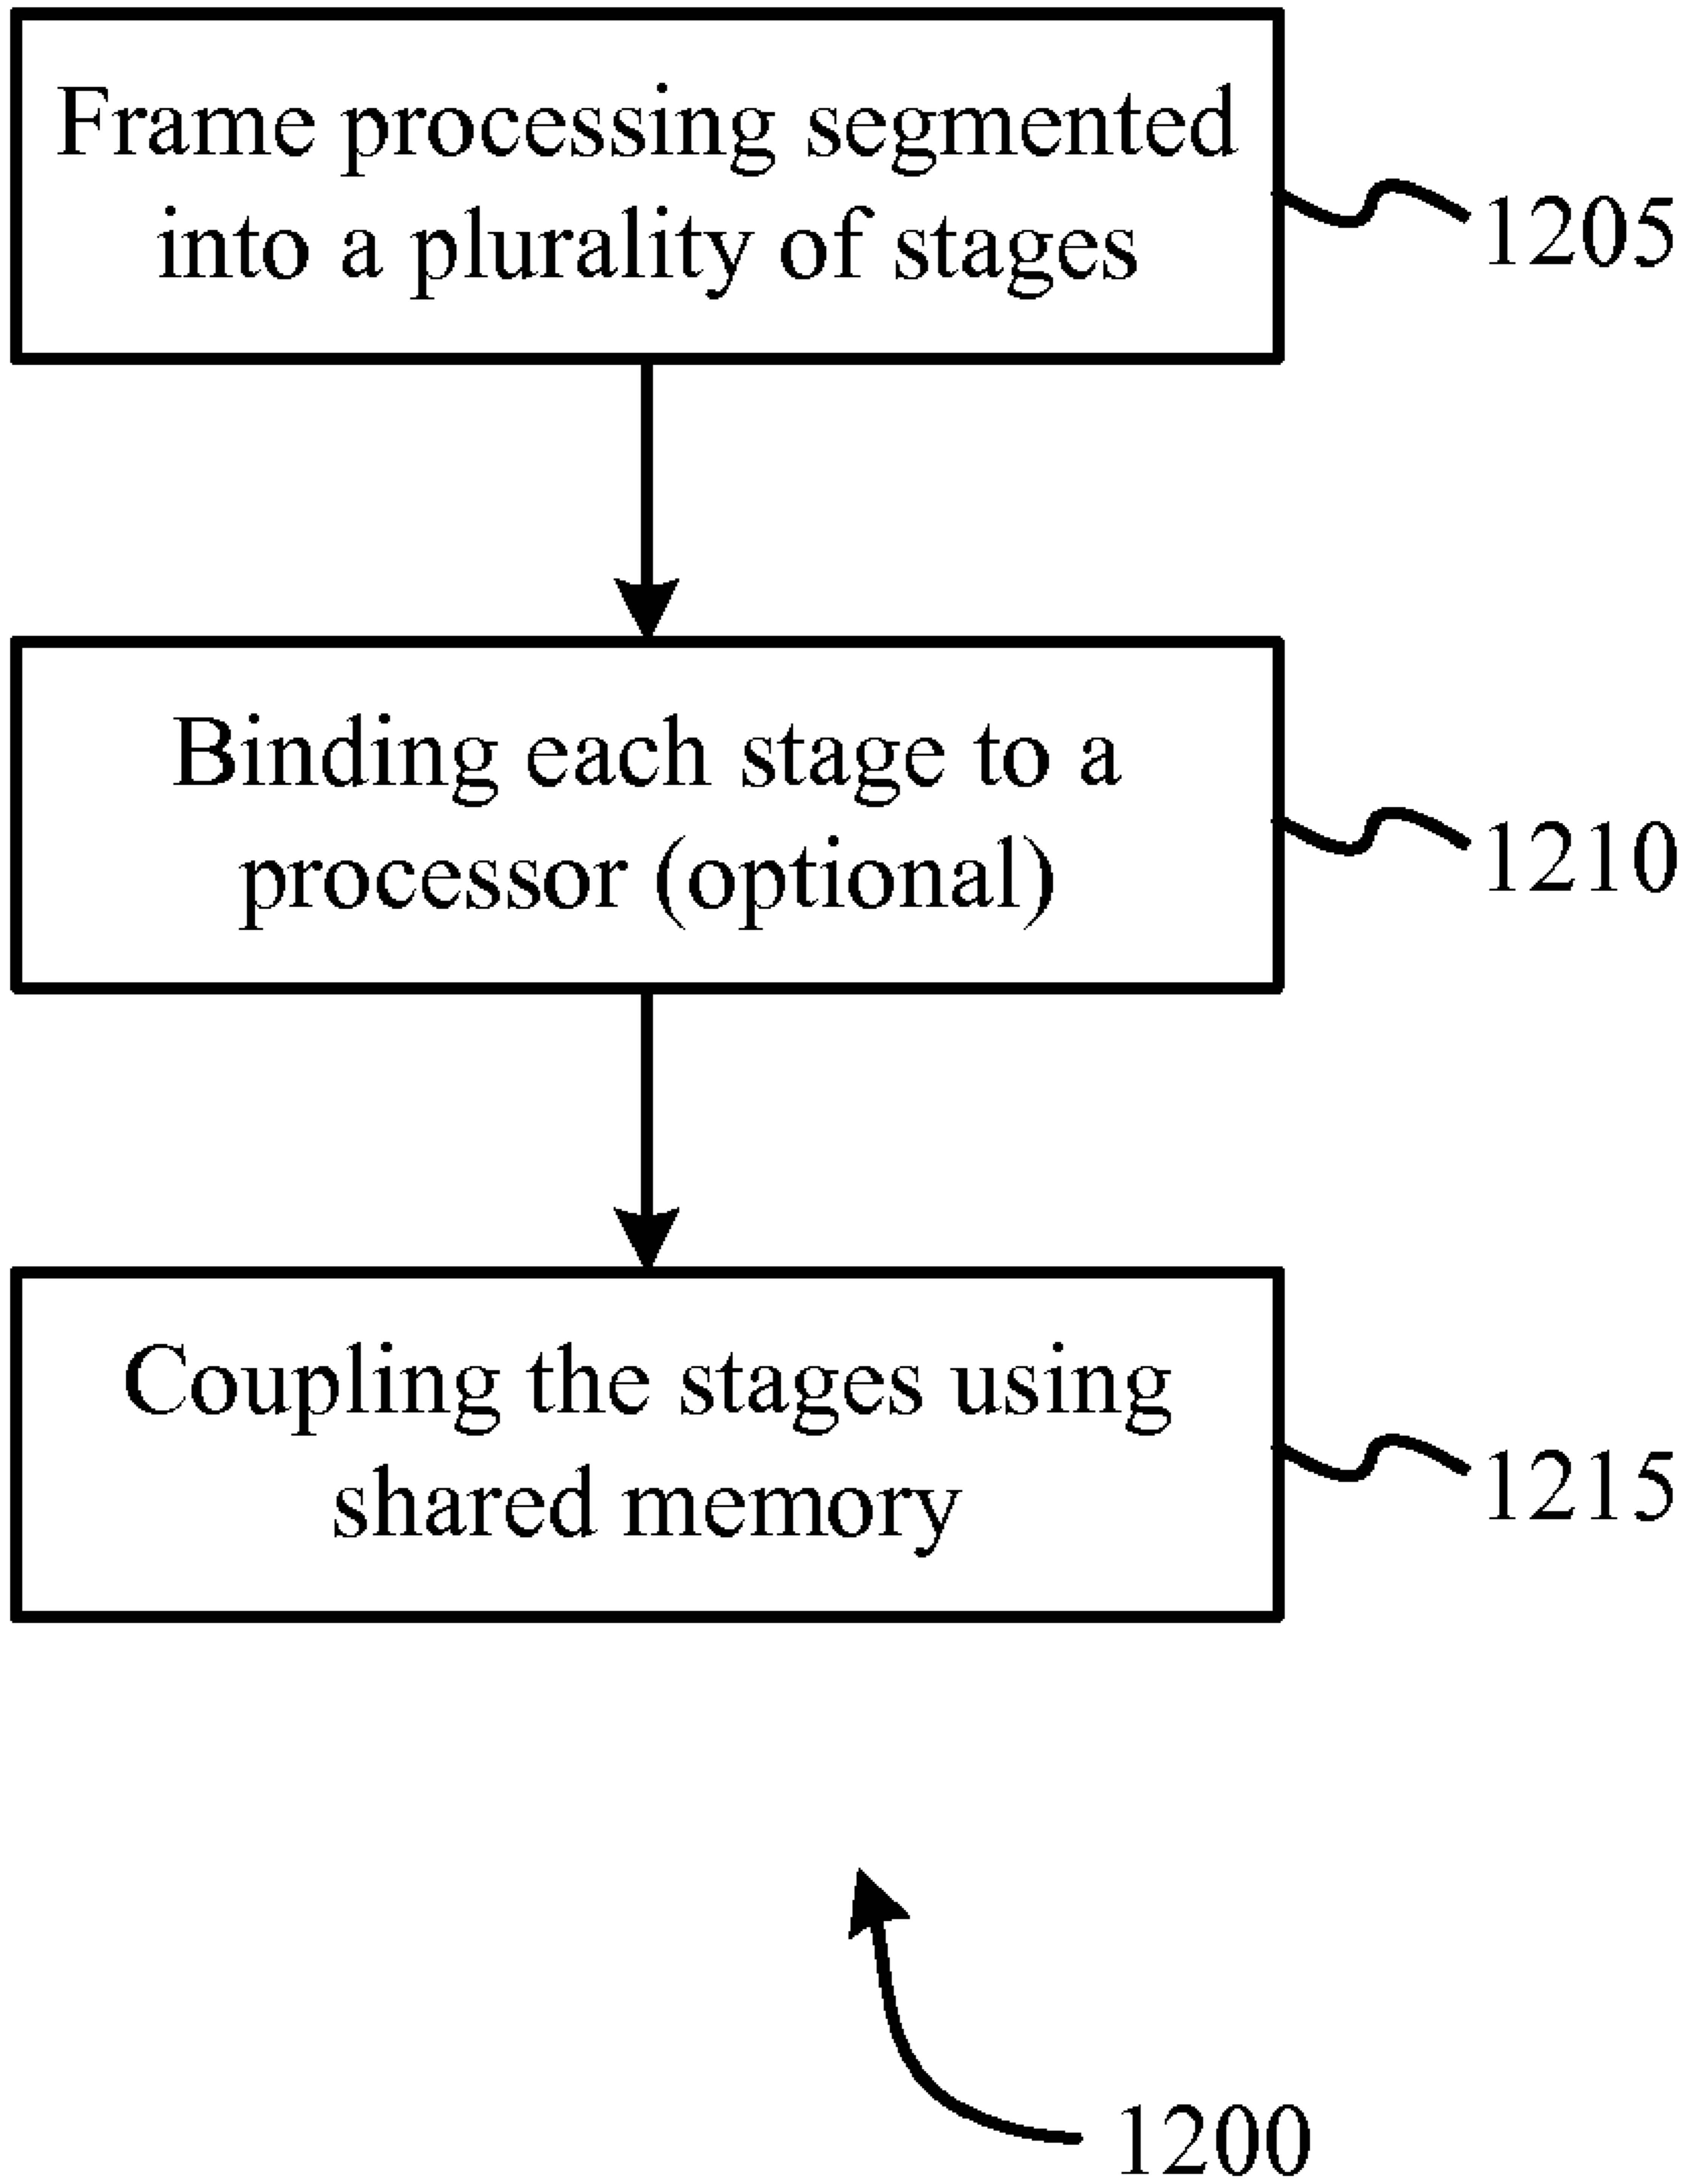 Frame processing segmented
into a plurality of stages
1205
Binding each stage to a
processor (optional)
1210
Coupling the stages using
shared memory
1215
1200